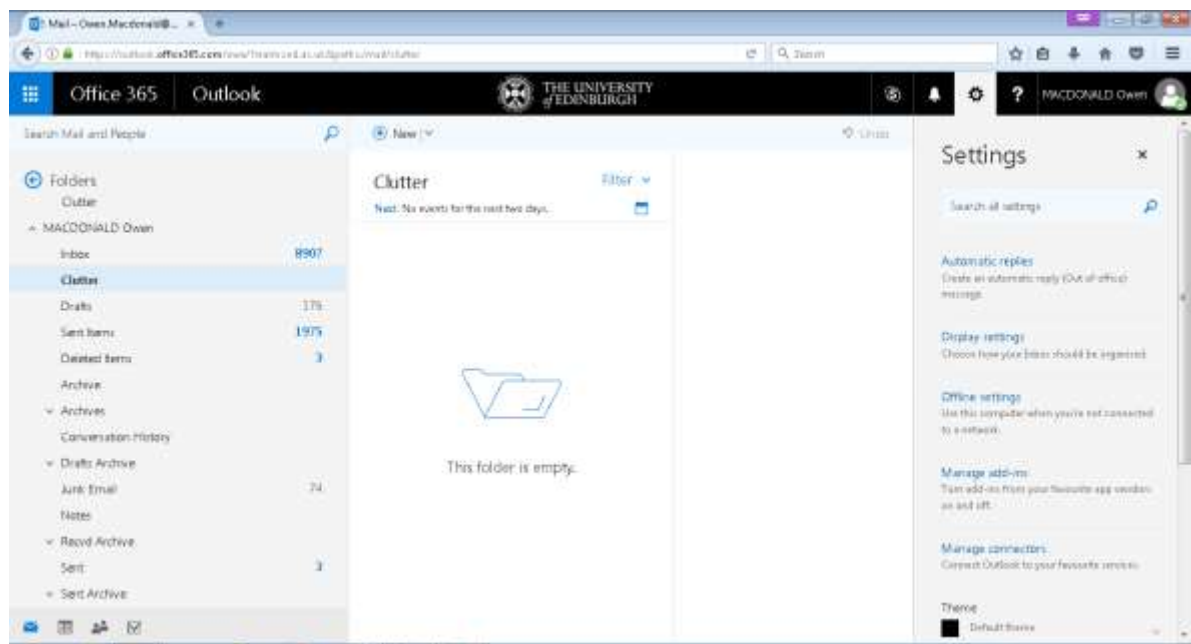 Mail - Owen.Macdonald@...
office365.com
Search
Office 365
Outlook
THE UNIVERSITY
of EDINBURGH
MACDONALD Owen
Search Mail and People
New
Undo
Folders
Clutter
MACDONALD Owen
Inbox 8907
Clutter
Drafts
Sent Items 1975
Deleted Items 3
Archive
Archives
Conversation History
Drafts Archive
Junk Email 74
Notes
Recvd Archive
Sent 3
Sent Archive
Clutter
Filter
Next: No events for the next two days.
This folder is empty.
Settings
Search all settings
Automatic replies
Create an automatic reply (Out of office)
message.
Display settings
Choose how your Inbox should be organised.
Offline settings
Use this computer when you're not connected
to a network.
Manage add-ins
Turn add-ins from your favourite app vendors
on and off.
Manage connectors
Connect Outlook to your favourite services.
Theme
Default theme